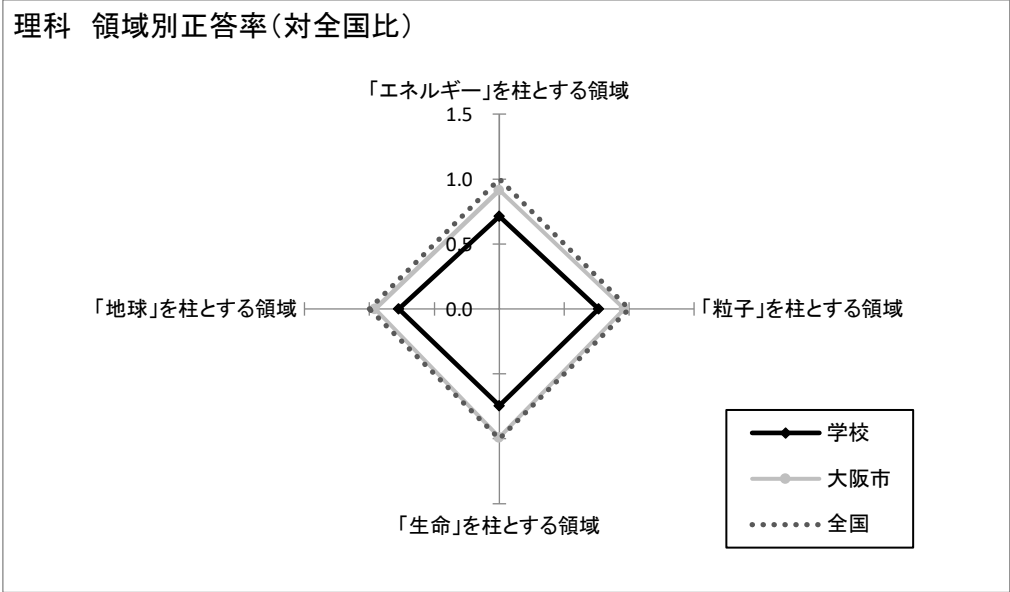 理科　領域別正答率（対全国比）
「エネルギー」を柱とする領域
1.5
1.0
0.5
0.0
「地球」を柱とする領域
「粒子」を柱とする領域
「生命」を柱とする領域
学校
大阪市
全国